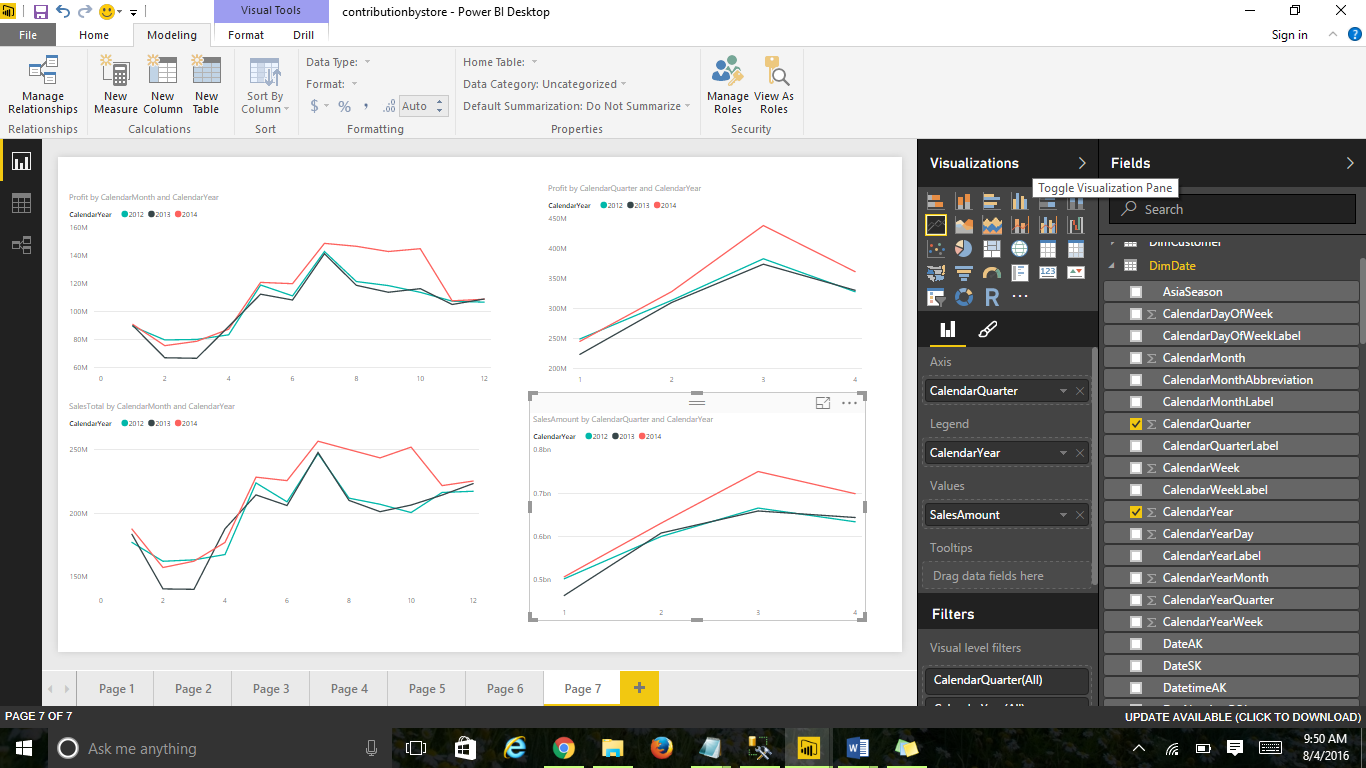 Visual Tools
contributionbystore - Power BI Desktop
File Home Modeling Format Drill Sign in
Manage Relationships
New Measure
New Column
New Table
Sort By Column
Data Type:
Format:
$ % , .00 Auto
Home Table:
Data Category: Uncategorized
Default Summarization: Do Not Summarize
Manage Roles
View As Roles
Relationships Calculations Sort Formatting Properties Security
Profit by CalendarMonth and CalendarYear
CalendarYear 2012 2013 2014
160M
140M
120M
100M
80M
60M
0 2 4 6 8 10 12
Profit by CalendarQuarter and CalendarYear
CalendarYear 2012 2013 2014
450M
400M
350M
300M
250M
200M
1 2 3 4
SalesTotal by CalendarMonth and CalendarYear
CalendarYear 2012 2013 2014
250M
200M
150M
0 2 4 6 8 10 12
SalesAmount by CalendarQuarter and CalendarYear
CalendarYear 2012 2013 2014
0.8bn
0.7bn
0.6bn
0.5bn
1 2 3 4
Visualizations
Toggle Visualization Pane
123
R
Axis
CalendarQuarter
Legend
CalendarYear
Values
SalesAmount
Tooltips
Drag data fields here
Filters
Visual level filters
CalendarQuarter(All)
CalendarYear(All)
Fields
Search
DimCustomer
DimDate
AsiaSeason
CalendarDayOfWeek
CalendarDayOfWeekLabel
CalendarMonth
CalendarMonthAbbreviation
CalendarMonthLabel
CalendarQuarter
CalendarQuarterLabel
CalendarWeek
CalendarWeekLabel
CalendarYear
CalendarYearDay
CalendarYearLabel
CalendarYearMonth
CalendarYearQuarter
CalendarYearWeek
DateAK
DateSK
DatetimeAK
Page 1 Page 2 Page 3 Page 4 Page 5 Page 6 Page 7
PAGE 7 OF 7
UPDATE AVAILABLE (CLICK TO DOWNLOAD)
Ask me anything
9:50 AM
8/4/2016